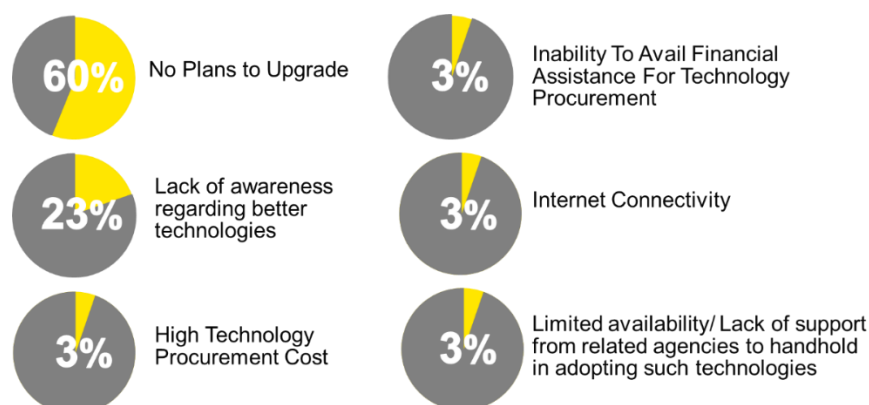 60%
No Plans to Upgrade
23%
Lack of awareness
regarding better
technologies
3%
High Technology
Procurement Cost
3%
Inability To Avail Financial
Assistance For Technology
Procurement
3%
Internet Connectivity
3%
Limited availability/ Lack of support
from related agencies to handhold
in adopting such technologies